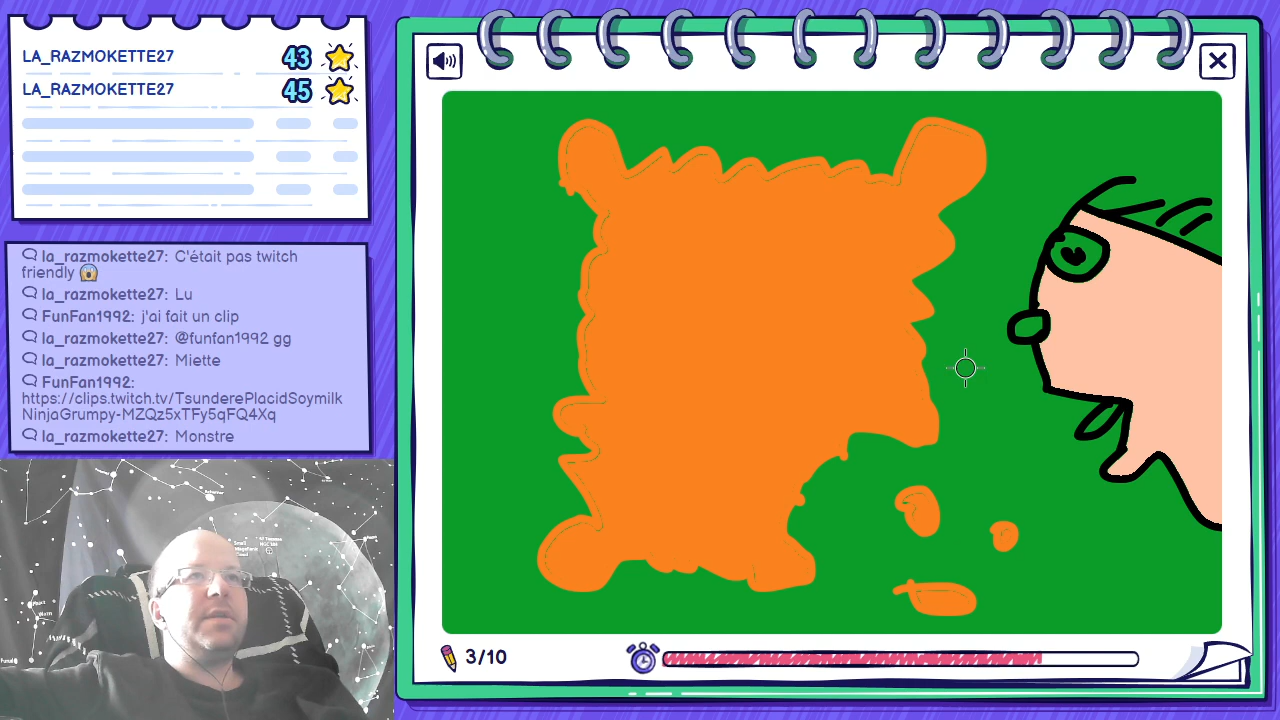 LA_RAZMOKETTE27 43
LA_RAZMOKETTE27 45
la_razmokette27: C'était pas twitch
friendly 😱
la_razmokette27: Lu
FunFan1992: j'ai fait un clip
la_razmokette27: @funfan1992 gg
la_razmokette27: Miette
FunFan1992:
https://clips.twitch.tv/TsunderePlacidSoymilk
NinjaGrumpy-MZQz5xTFy5qFQ4Xq
la_razmokette27: Monstre
3/10